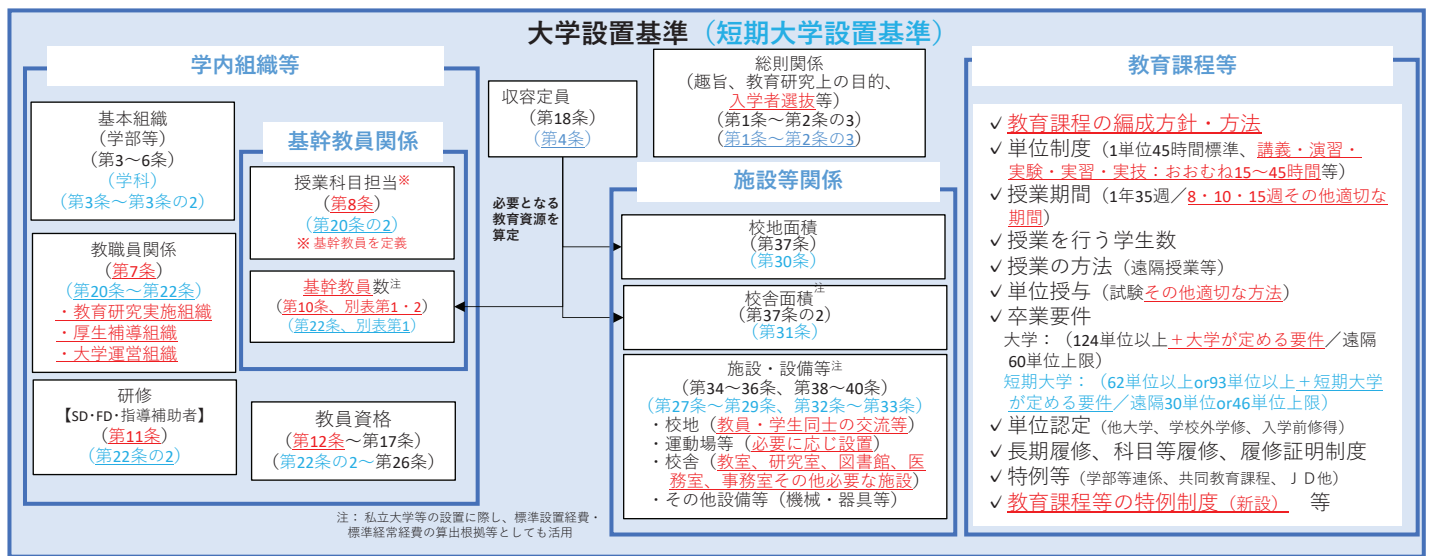 大学設置基準（短期大学設置基準）
学内組織等
基本組織
(学部等)
(第3～6条)
(学科)
(第3条～第3条の2)
教職員関係
(第7条)
(第20条～第22条)
・教育研究実施組織
・厚生補導組織
・大学運営組織
研修
【SD･FD･指導補助者】
(第11条)
(第22条の2)
基幹教員関係
授業科目担当※
(第8条)
(第20条の2)
※ 基幹教員を定義
基幹教員数注
(第10条、別表第1・2)
(第22条、別表第1)
教員資格
(第12条～第17条)
(第22条の2～第26条)
注： 私立大学等の設置に際し、標準設置経費・
標準経常経費の算出根拠等としても活用
収容定員
(第18条)
(第4条)
必要となる
教育資源を
算定
総則関係
(趣旨、教育研究上の目的、
入学者選抜等)
(第1条～第2条の3)
(第1条～第2条の3)
施設等関係
校地面積
(第37条)
(第30条)
校舎面積注
(第37条の2)
(第31条)
施設・設備等注
(第34～36条、第38～40条)
(第27条～第29条、第32条～第33条)
・校地（教員・学生同士の交流等）
・運動場等（必要に応じ設置）
・校舎（教室、研究室、図書館、医
務室、事務室その他必要な施設）
・その他設備等（機械・器具等）
教育課程等
✓ 教育課程の編成方針・方法
✓ 単位制度（1単位45時間標準、講義・演習・
実験・実習・実技：おおむね15～45時間等）
✓ 授業期間（1年35週／8・10・15週その他適切な
期間）
✓ 授業を行う学生数
✓ 授業の方法（遠隔授業等）
✓ 単位授与（試験その他適切な方法）
✓ 卒業要件
大学：（124単位以上＋大学が定める要件／遠隔
60単位上限）
短期大学：（62単位以上or93単位以上＋短期大学
が定める要件／遠隔30単位or46単位上限）
✓ 単位認定（他大学、学校外学修、入学前修得）
✓ 長期履修、科目等履修、履修証明制度
✓ 特例等（学部等連係、共同教育課程、ＪＤ他）
✓ 教育課程等の特例制度（新設） 等